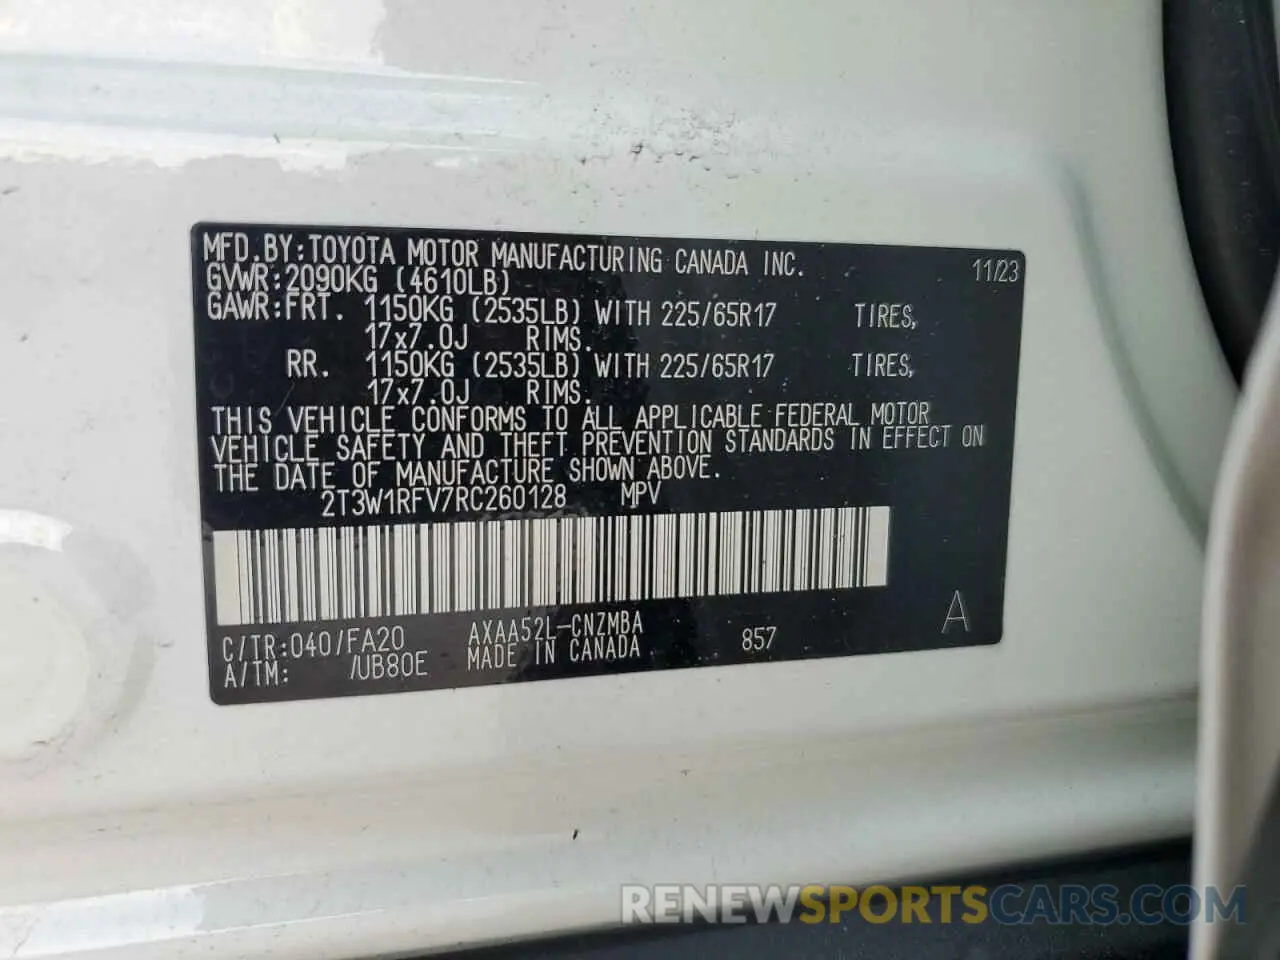 MFD.BY:TOYOTA MOTOR MANUFACTURING CANADA INC. 11/23
GVWR:2090KG (4610LB)
GAWR:FRT. 1150KG (2535LB) WITH 225/65R17 TIRES,
17x7.0J RIMS.
RR. 1150KG (2535LB) WITH 225/65R17 TIRES,
17x7.0J RIMS.
THIS VEHICLE CONFORMS TO ALL APPLICABLE FEDERAL MOTOR
VEHICLE SAFETY AND THEFT PREVENTION STANDARDS IN EFFECT ON
THE DATE OF MANUFACTURE SHOWN ABOVE.
2T3W1RFV7RC260128 MPV
C/TR:040/FA20 AXAA52L-CNZMBA 857 A
A/TM: /UB80E MADE IN CANADA
RENEWSPORTSCARS.COM